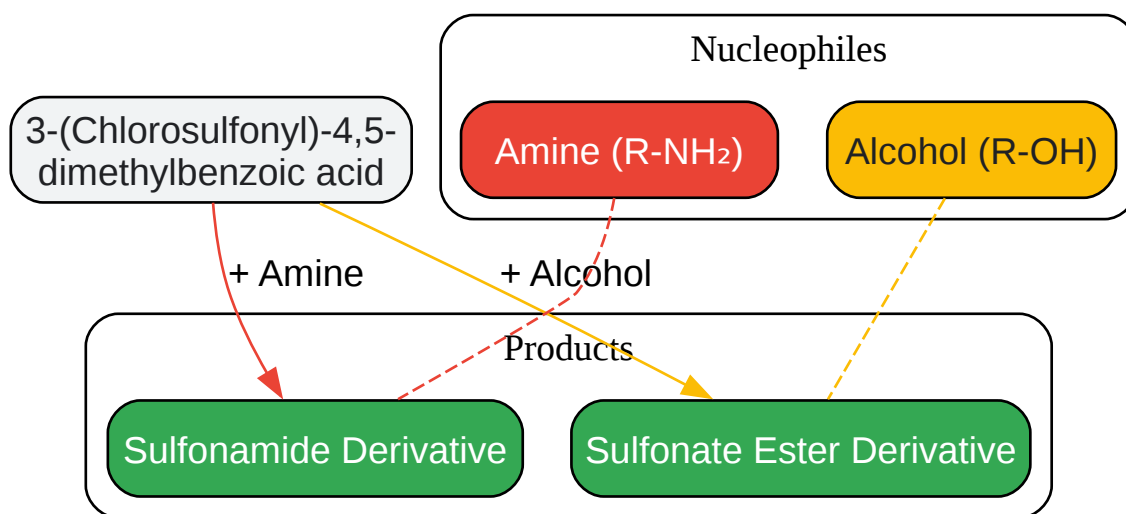 Nucleophiles
3-(Chlorosulfonyl)-4,5-
dimethylbenzoic acid
Amine (R-NH₂)
Alcohol (R-OH)
+ Amine
+ Alcohol
Products
Sulfonamide Derivative
Sulfonate Ester Derivative